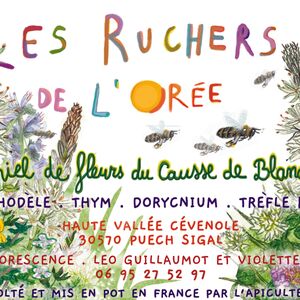 LES RUCHERS
DE L'ORÉE
miel de fleurs du Causse de Blan
HODÈLE . THYM . DORYCNIUM . TRÈFLE
HAUTE VALLÉE CÉVENOLE
30570 PUECH SIGAL
ORESCENCE . LEO GUILLAUMOT ET VIOLETTE
06 95 27 52 97
OLTÉ ET MIS EN POT EN FRANCE PAR L'APICULTE